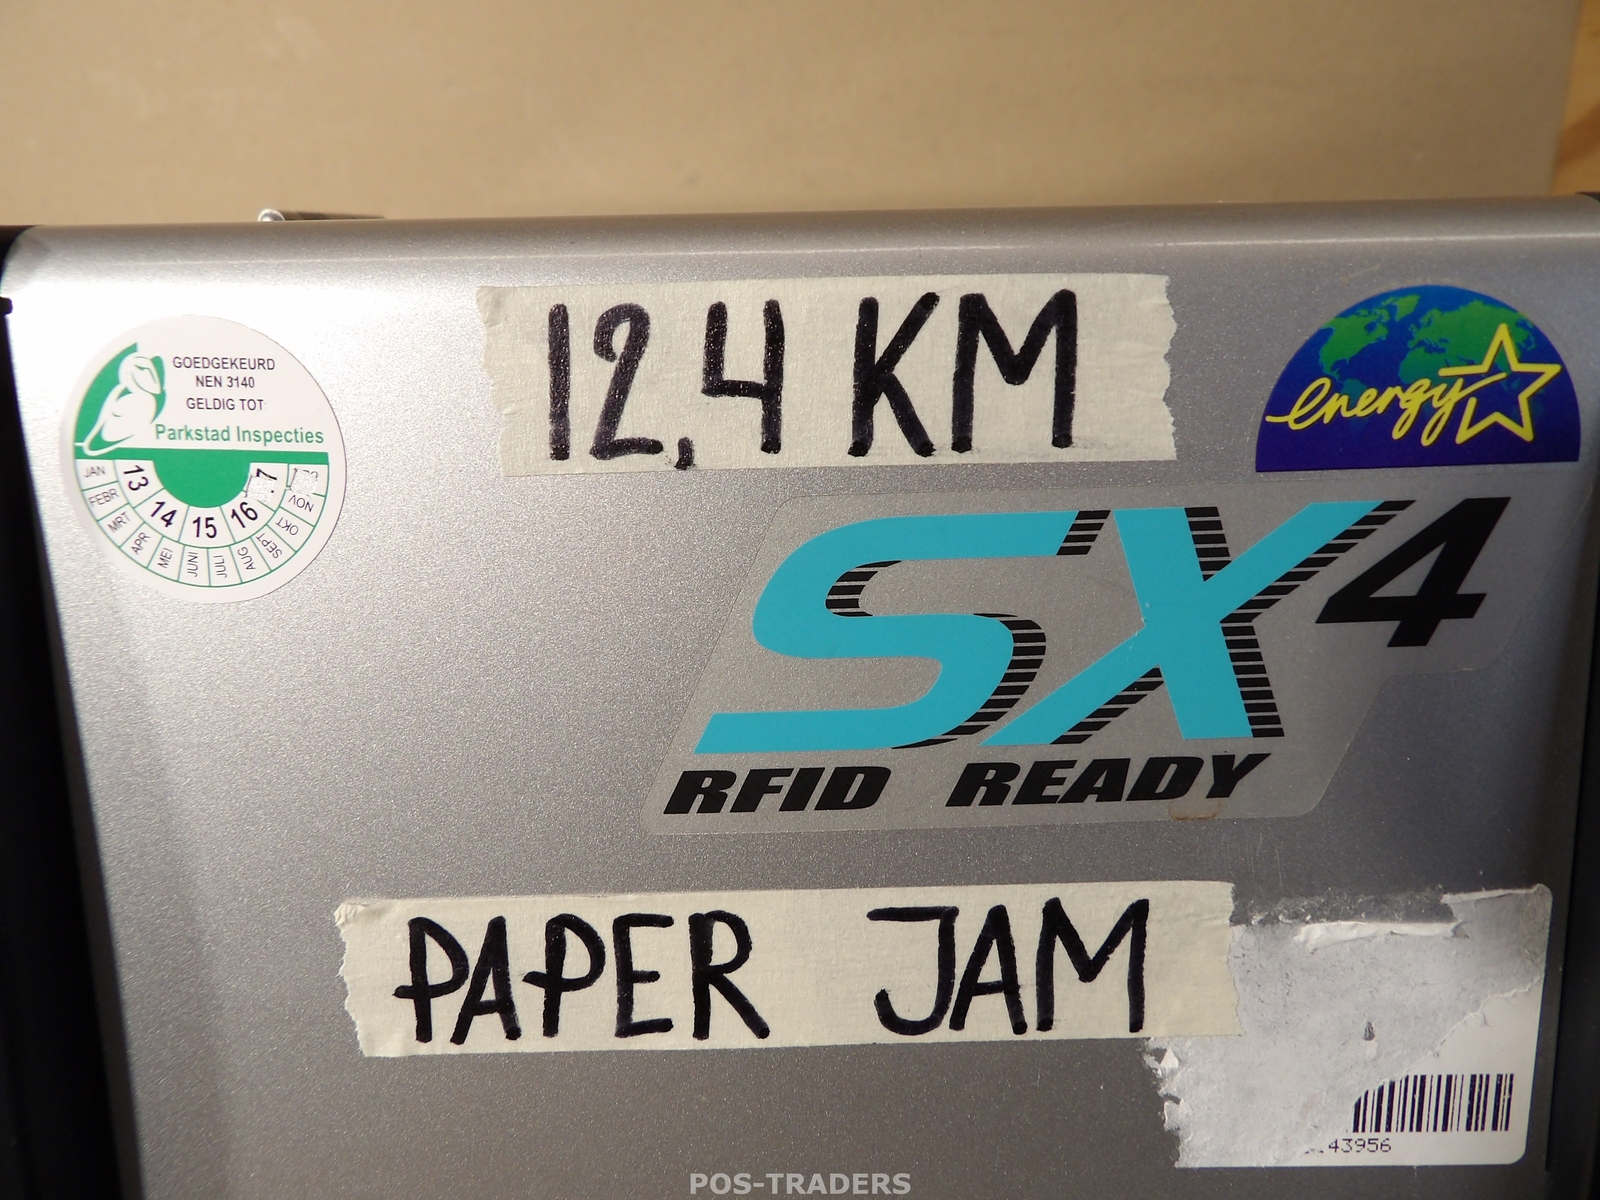 12,4 KM
GOEDGEKEURD
NEN 3140
GELDIG TOT
Parkstad Inspecties
JAN FEBR MRT APR MEI JUNI JULI AUG SEPT OKT NOV
13 14 15 16
energy
SX4
RFID READY
PAPER JAM
43956
POS-TRADERS